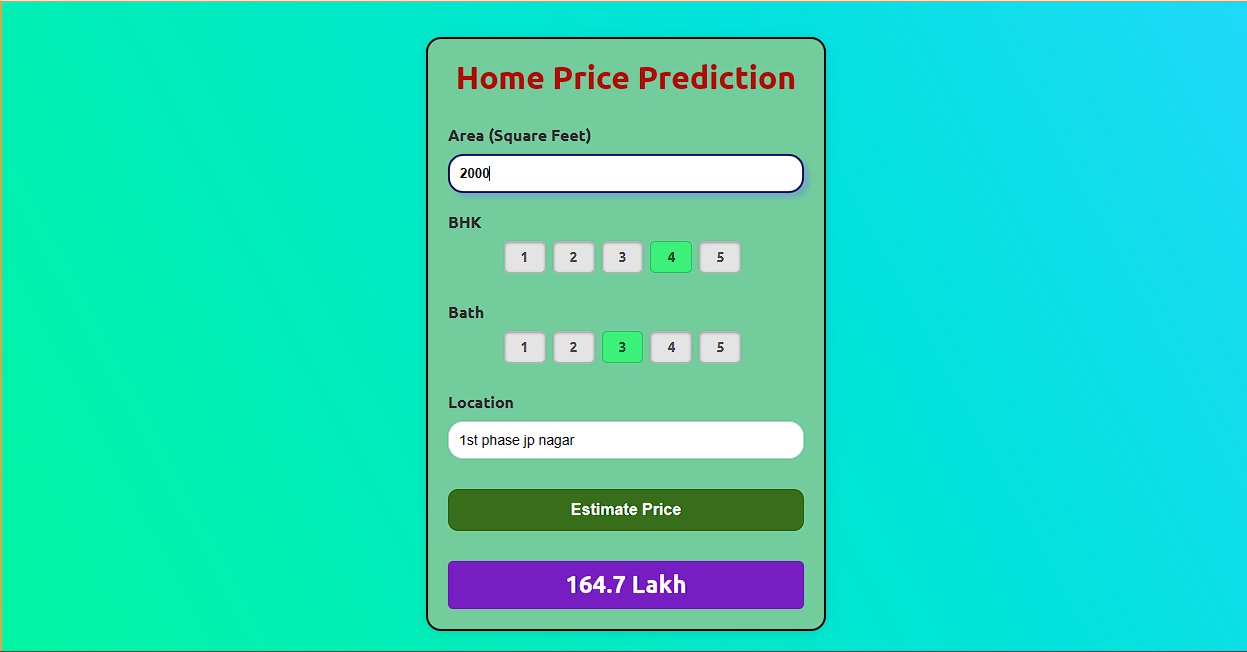 Home Price Prediction
Area (Square Feet)
2000
BHK
1 2 3 4 5
Bath
1 2 3 4 5
Location
1st phase jp nagar
Estimate Price
164.7 Lakh